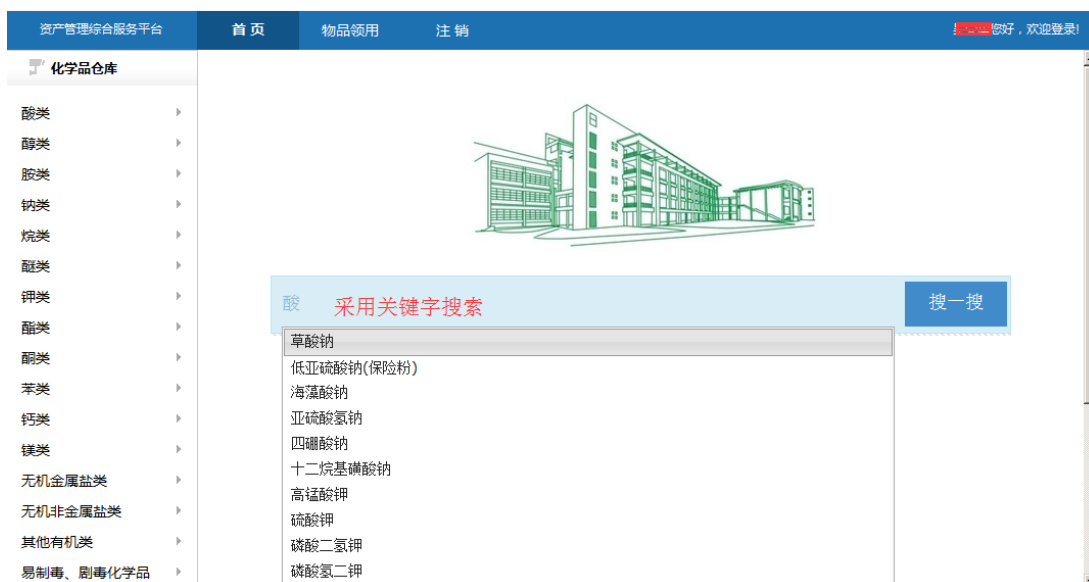 资产管理综合服务平台 首 页 物品领用 注 销 您好，欢迎登录!
化学品仓库
酸类
醇类
胺类
钠类
烷类
醚类
钾类
酯类
酮类
苯类
钙类
镁类
无机金属盐类
无机非金属盐类
其他有机类
易制毒、剧毒化学品
酸 采用关键字搜索 搜一搜
草酸钠
低亚硫酸钠(保险粉)
海藻酸钠
亚硫酸氢钠
四硼酸钠
十二烷基磺酸钠
高锰酸钾
硫酸钾
磷酸二氢钾
磷酸氢二钾